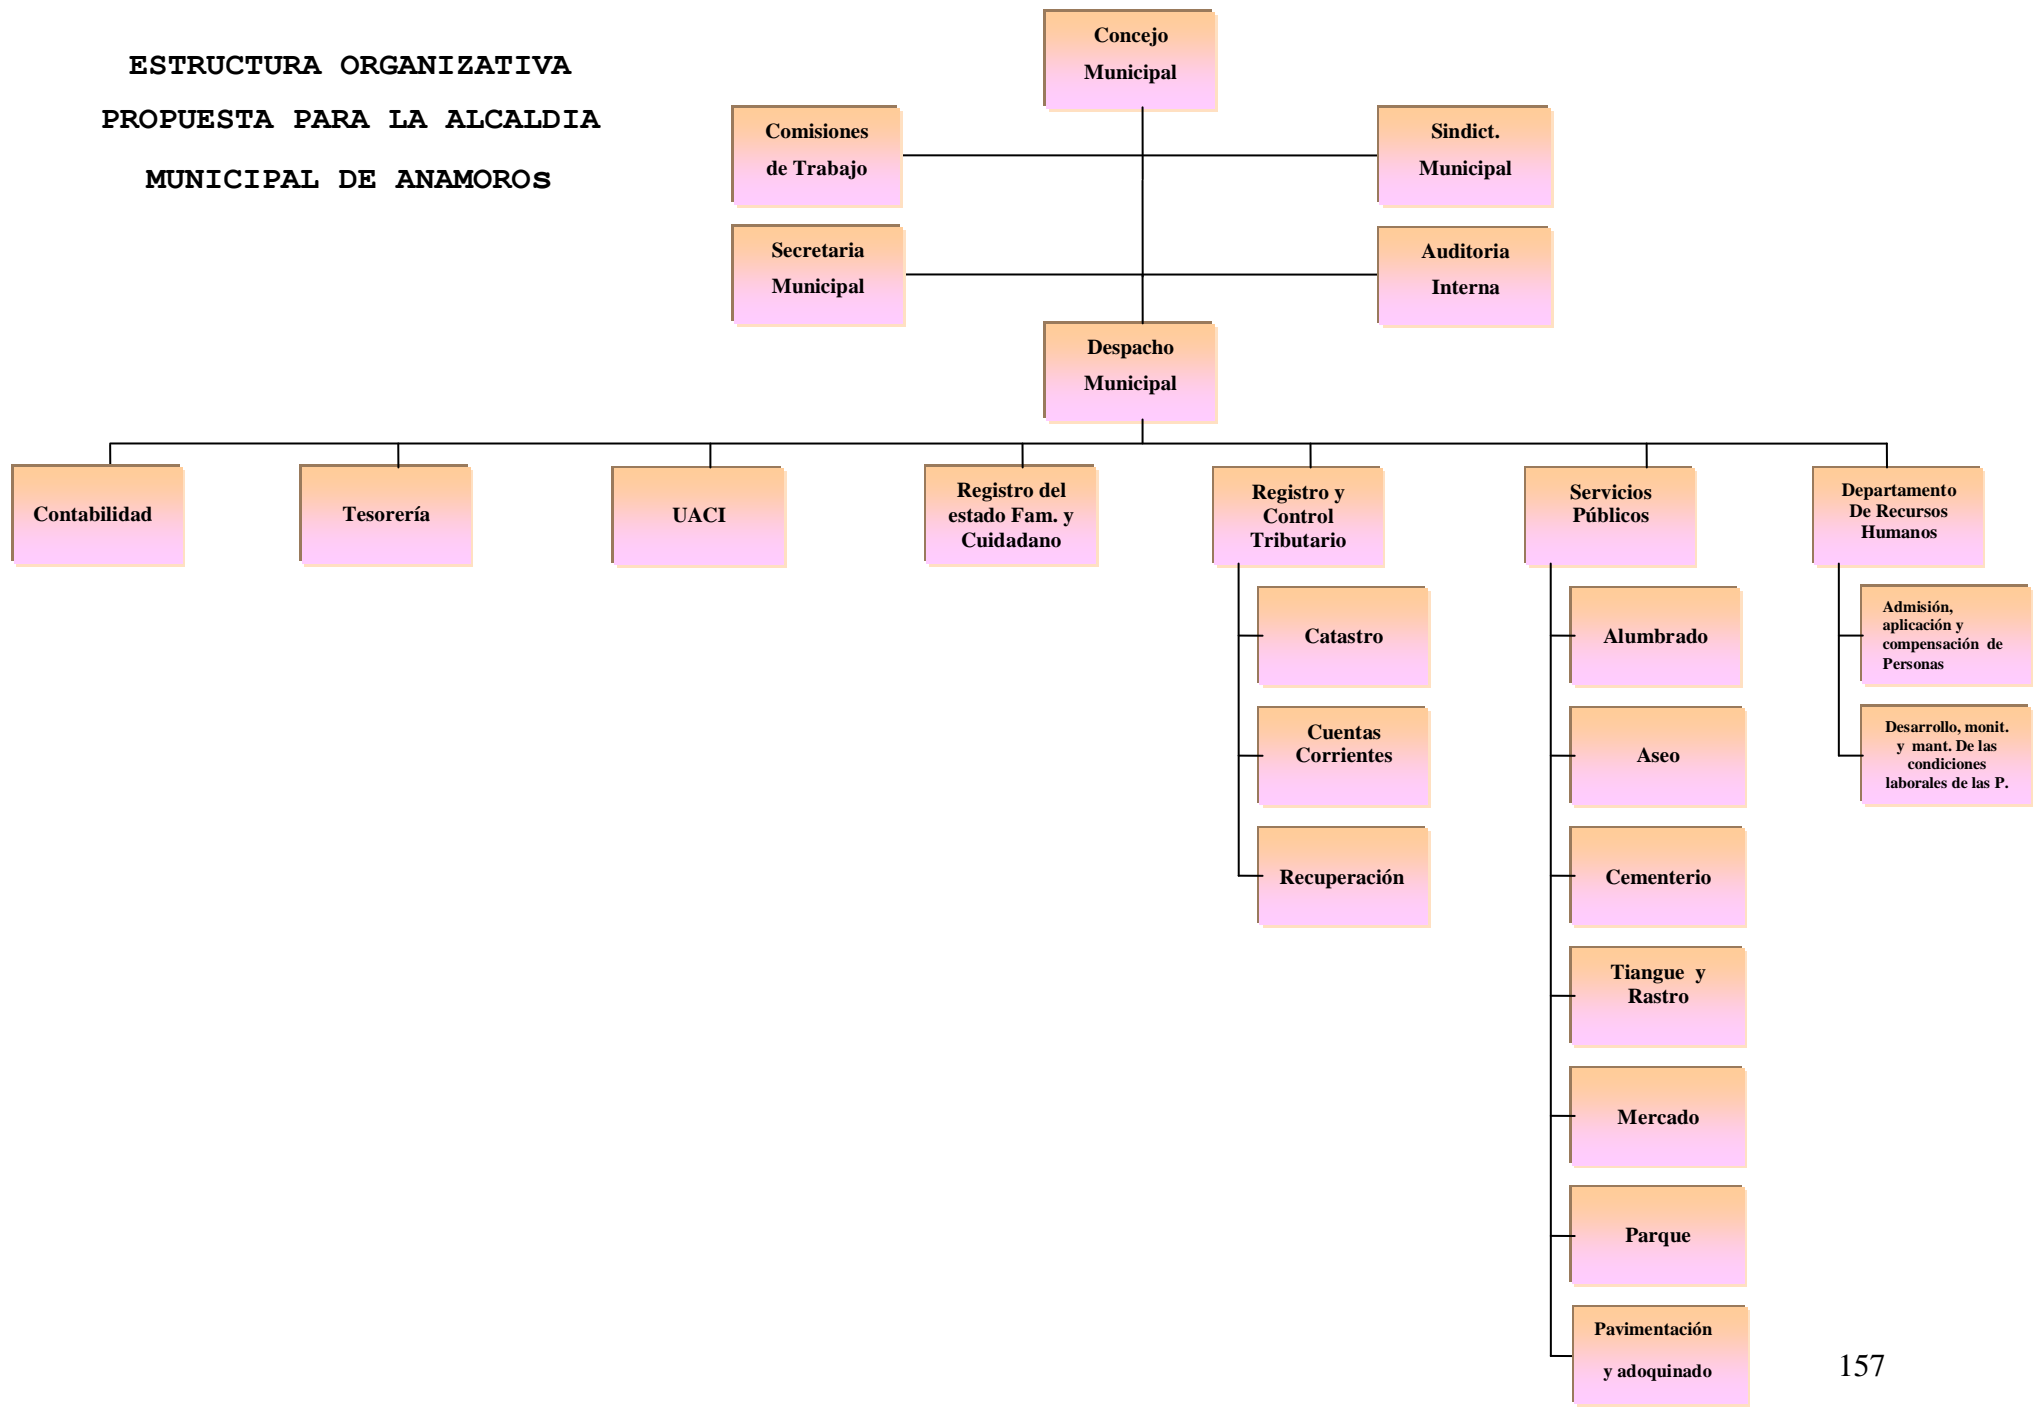 ESTRUCTURA ORGANIZATIVA
PROPUESTA PARA LA ALCALDIA
MUNICIPAL DE ANAMOROs
Concejo
Municipal
Comisiones
de Trabajo
Sindict.
Municipal
Secretaria
Municipal
Auditoria
Interna
Despacho
Municipal
Contabilidad
Tesorería
UACI
Registro del
estado Fam. y
Cuidadano
Registro y
Control
Tributario
Servicios
Públicos
Departamento
De Recursos
Humanos
Catastro
Cuentas
Corrientes
Recuperación
Alumbrado
Aseo
Cementerio
Tiangue y
Rastro
Mercado
Parque
Pavimentación
y adoquinado
Admisión,
aplicación y
compensación de
Personas
Desarrollo, monit.
y mant. De las
condiciones
laborales de las P.
157